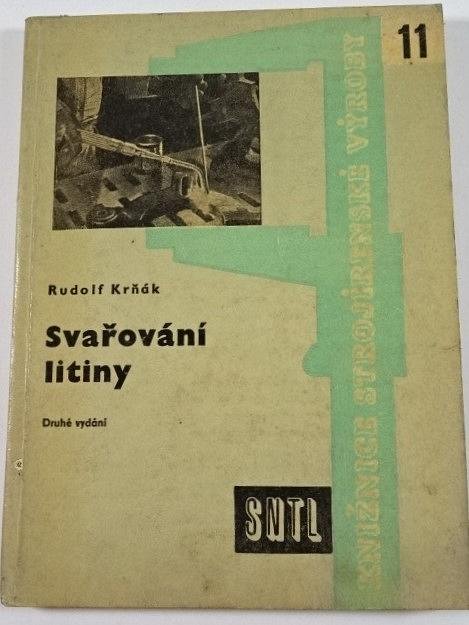 11
KNIŽNICE STROJÍRENSKÉ VÝROBY
Rudolf Krňák
Svařování
litiny
Druhé vydání
SNTL